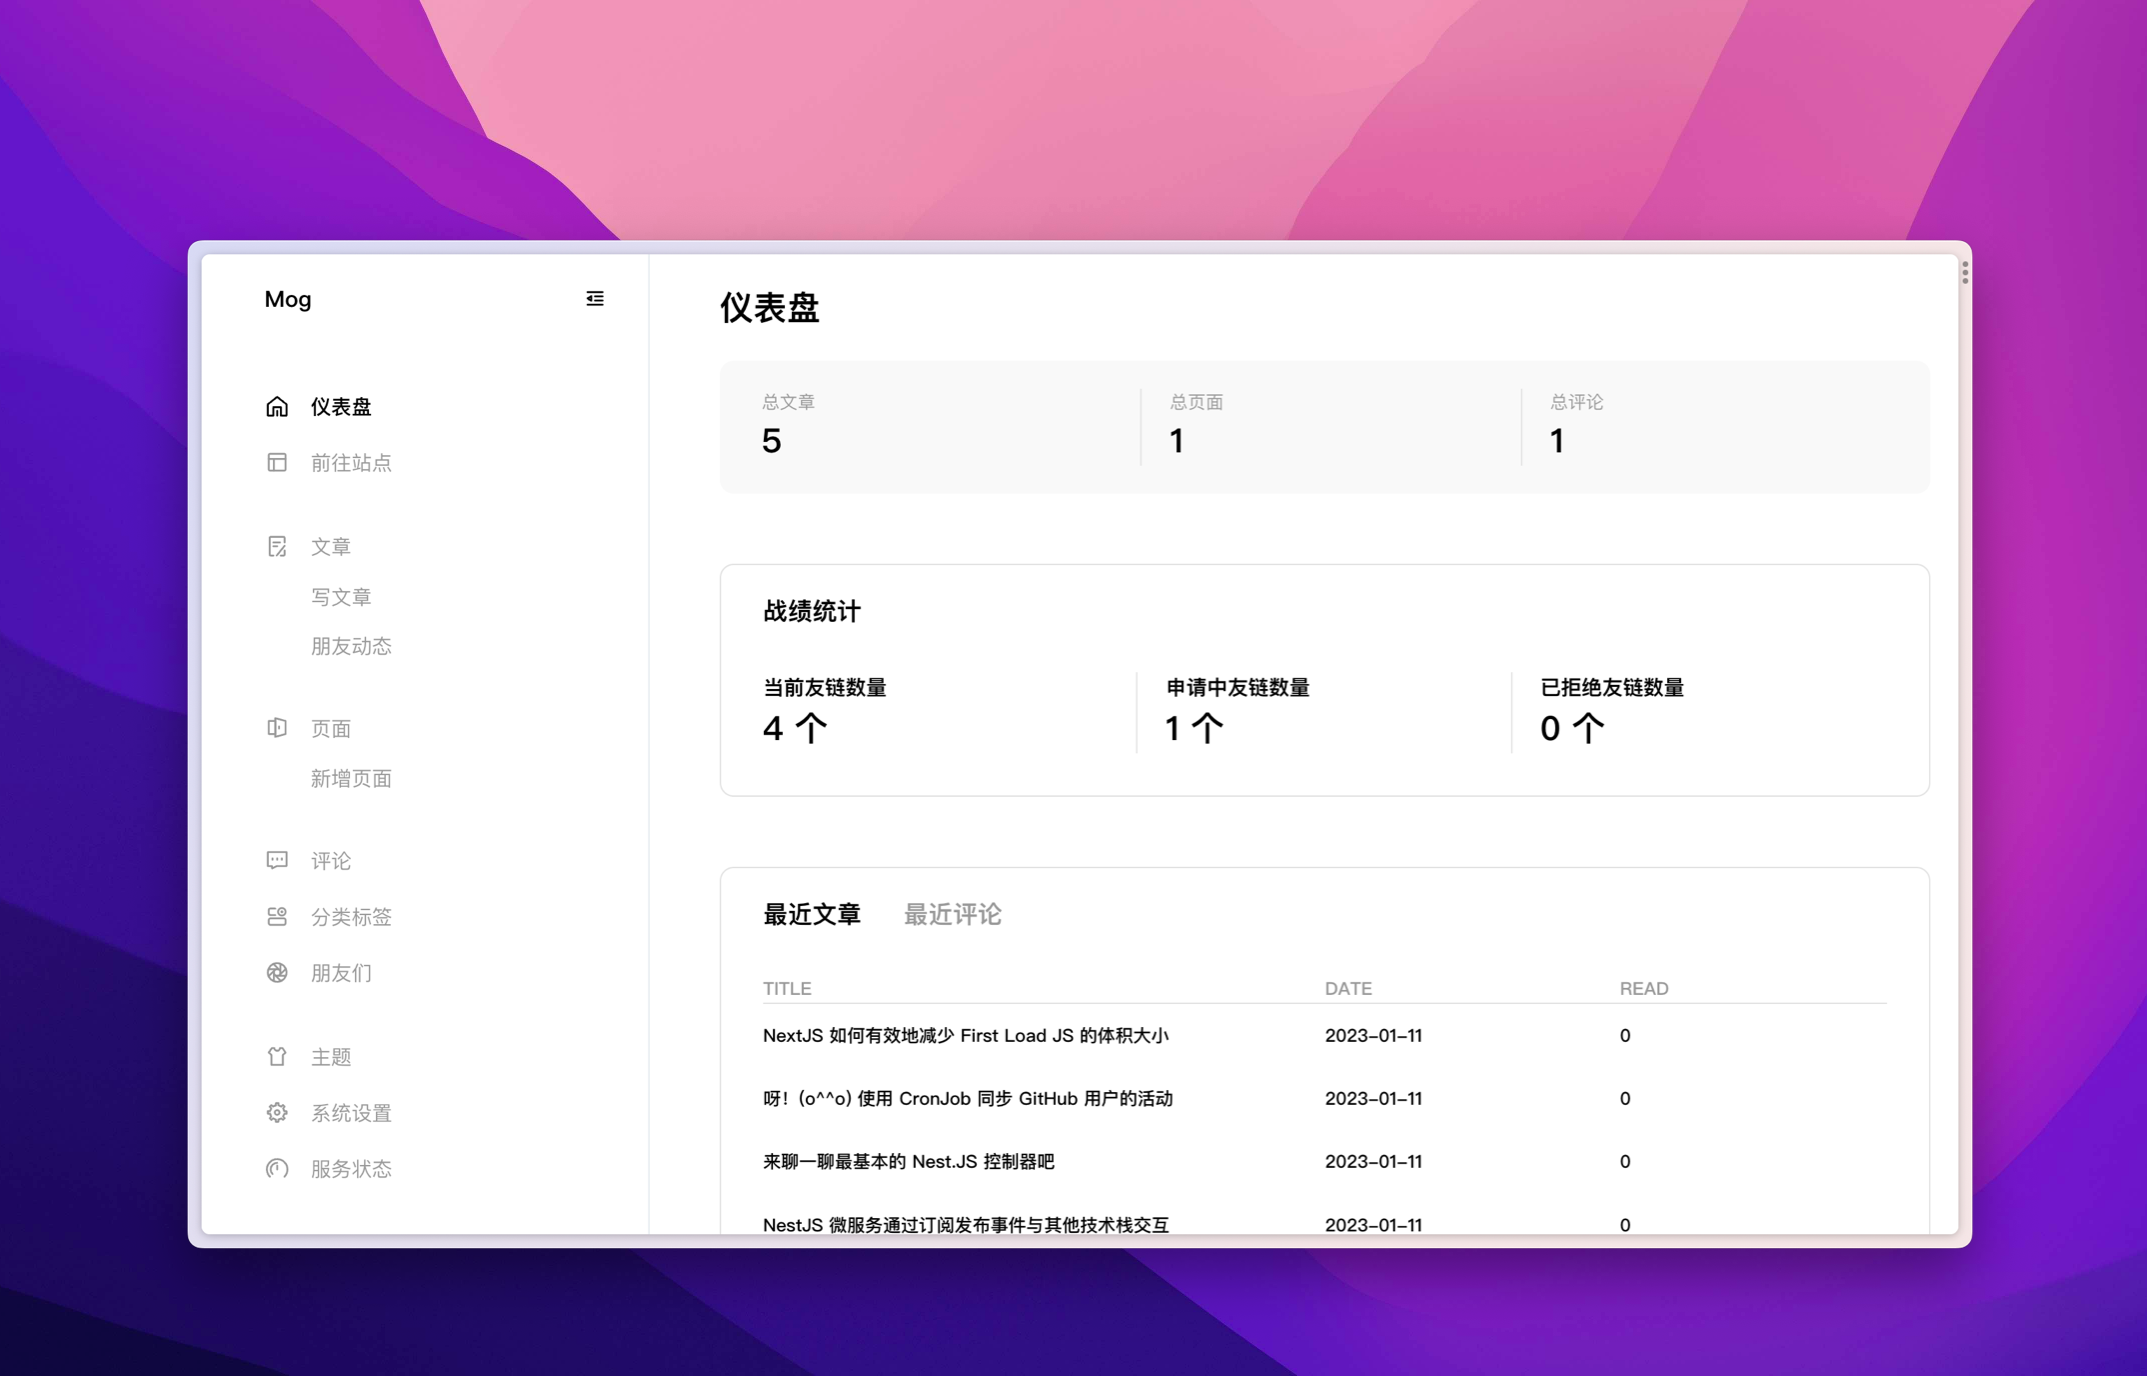 Mog
仪表盘
前往站点
文章
写文章
朋友动态
页面
新增页面
评论
分类标签
朋友们
主题
系统设置
服务状态
仪表盘
总文章
5
总页面
1
总评论
1
战绩统计
当前友链数量
4 个
申请中友链数量
1 个
已拒绝友链数量
0 个
最近文章 最近评论
TITLE DATE READ
NextJS 如何有效地减少 First Load JS 的体积大小 2023-01-11 0
呀! (o^^o) 使用 CronJob 同步 GitHub 用户的活动 2023-01-11 0
来聊一聊最基本的 Nest.JS 控制器吧 2023-01-11 0
NestJS 微服务通过订阅发布事件与其他技术栈交互 2023-01-11 0